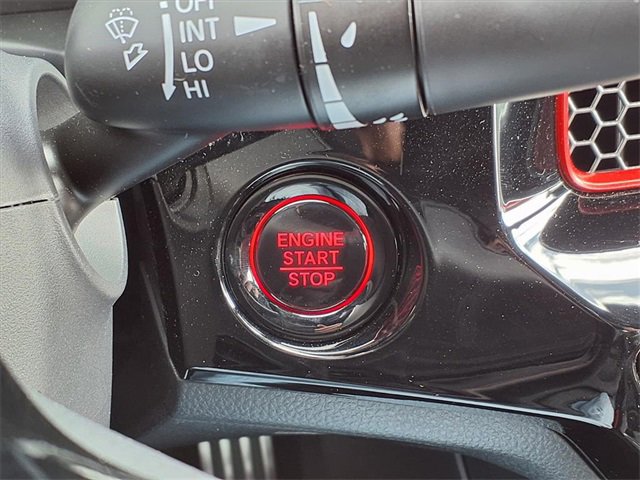 OFF
INT
LO
HI
ENGINE
START
STOP